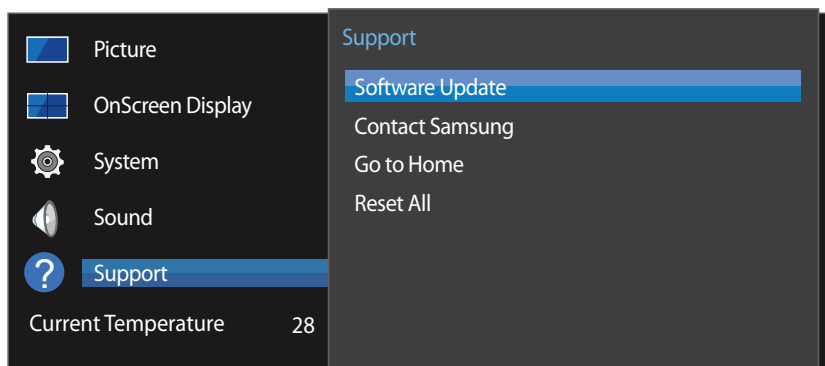 Picture
OnScreen Display
System
Sound
?
Support
Current Temperature 28
Support
Software Update
Contact Samsung
Go to Home
Reset All